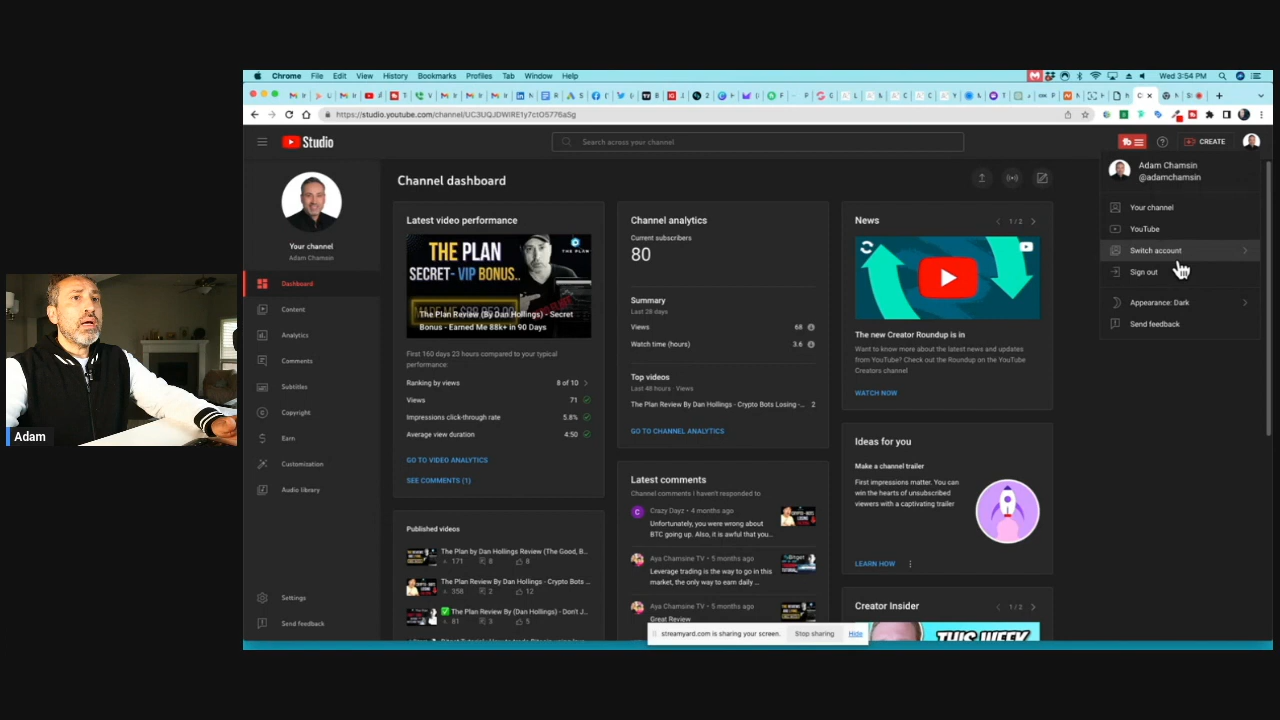 Chrome File Edit View History Bookmarks Profiles Tab Window Help
Wed 3:54 PM
https://studio.youtube.com/channel/UC3UQJDWIRE1y7ctO5776aSg
Studio
Search across your channel
CREATE
Adam Chamsin
@adamchamsin
Your channel
YouTube
Switch account
Sign out
Appearance: Dark
Send feedback
Your channel
Adam Chamsin
Dashboard
Content
Analytics
Comments
Subtitles
Copyright
Earn
Customization
Audio library
Settings
Send feedback
Channel dashboard
Latest video performance
THE PLAN
SECRET- VIP BONUS..
The Plan Review (By Dan Hollings) - Secret
Bonus - Earned Me 88k+ in 90 Days
First 160 days 23 hours compared to your typical
performance:
Ranking by views 8 of 10
Views 71
Impressions click-through rate 5.8%
Average view duration 4:50
GO TO VIDEO ANALYTICS
SEE COMMENTS (1)
Published videos
The Plan by Dan Hollings Review (The Good, B...
171 8 8
The Plan Review By Dan Hollings - Crypto Bots ...
358 2 12
The Plan Review By (Dan Hollings) - Don't J...
81 3 5
Channel analytics
Current subscribers
80
Summary
Last 28 days
Views 68
Watch time (hours) 3.6
Top videos
Last 48 hours · Views
The Plan Review By Dan Hollings - Crypto Bots Losing -... 2
GO TO CHANNEL ANALYTICS
Latest comments
Channel comments I haven't responded to
Crazy Dayz • 4 months ago
Unfortunately, you were wrong about
BTC going up. Also, it is awful that you...
Aya Chamsine TV • 5 months ago
Leverage trading is the way to go in this
market, the only way to earn daily ...
Aya Chamsine TV • 5 months ago
Great Review
News
1 / 2
The new Creator Roundup is in
Want to know more about the latest news and updates
from YouTube? Check out the Roundup on the YouTube
Creators channel
WATCH NOW
Ideas for you
Make a channel trailer
First impressions matter. You can
win the hearts of unsubscribed
viewers with a captivating trailer
LEARN HOW
Creator Insider
1 / 2
THIS WEEK
streamyard.com is sharing your screen.
Stop sharing
Hide
Adam